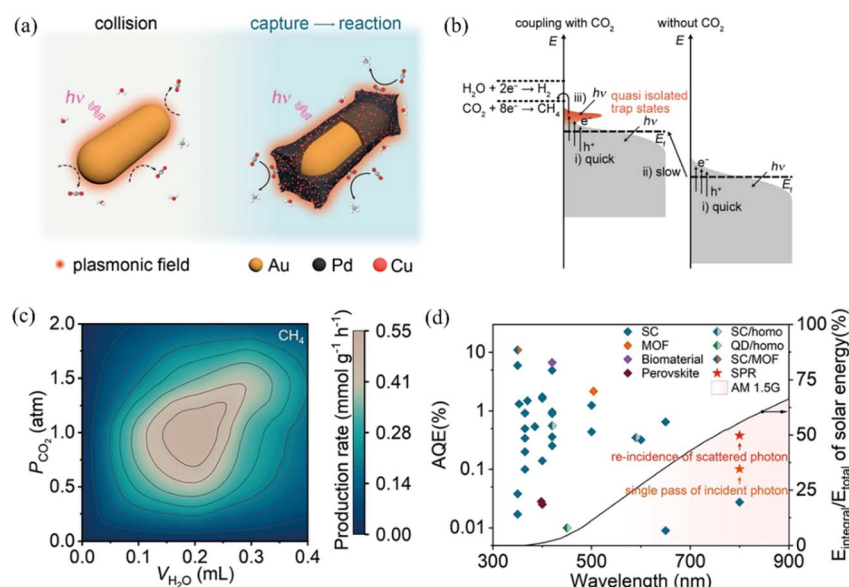 (a)
collision
capture → reaction
hν
hν
plasmonic field
Au
Pd
Cu
(b)
coupling with CO₂
without CO₂
E
E
H₂O + 2e⁻→ H₂
CO₂ + 8e⁻→ CH₄
iii)
hν
quasi isolated
trap states
e⁻
h⁺
i) quick
hν
E_f
ii) slow
e⁻
h⁺
i) quick
hν
E_f
(c)
CH₄
P_CO₂ (atm)
2.0
1.5
1.0
0.5
0.0
0.0
0.1
0.2
0.3
0.4
V_H₂O (mL)
0.55
0.41
0.28
0.14
0.00
Production rate (mmol g⁻¹ h⁻¹)
(d)
SC
MOF
Biomaterial
Perovskite
SC/homo
QD/homo
SC/MOF
SPR
AM 1.5G
AQE(%)
10
1
0.1
0.01
re-incidence of scattered photon
single pass of incident photon
300
500
700
900
Wavelength (nm)
100
75
50
25
0
E_integral/E_total of solar energy(%)